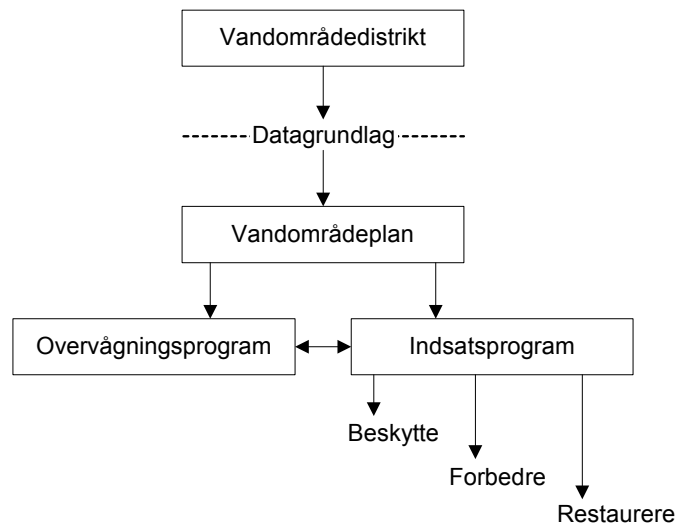 Vandområdedistrikt
Datagrundlag
Vandområdeplan
Overvågningsprogram
Indsatsprogram
Beskytte
Forbedre
Restaurere